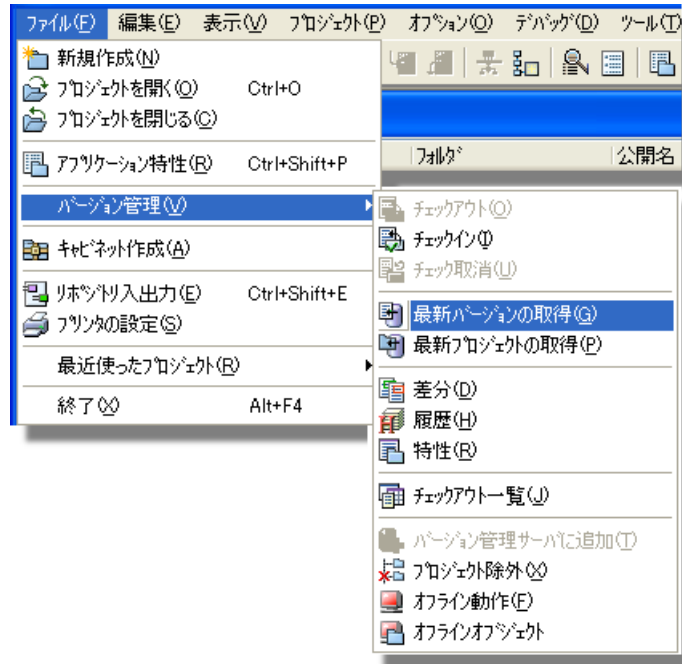 ファイル(F) 編集(E) 表示(V) ﾌﾟﾛｼﾞｪｸﾄ(P) ｵﾌﾟｼｮﾝ(O) ﾃﾞﾊﾞｯｸﾞ(D) ﾂｰﾙ(T)
新規作成(N)
ﾌﾟﾛｼﾞｪｸﾄを開く(O) Ctrl+O
ﾌﾟﾛｼﾞｪｸﾄを閉じる(C)
ｱﾌﾟﾘｹｰｼｮﾝ特性(R) Ctrl+Shift+P
ﾊﾞｰｼﾞｮﾝ管理(V)
ｷｬﾋﾞﾈｯﾄ作成(A)
ﾘﾎﾟｼﾞﾄﾘ入出力(E) Ctrl+Shift+E
ﾌﾟﾘﾝﾀの設定(S)
最近使ったﾌﾟﾛｼﾞｪｸﾄ(R)
終了(X) Alt+F4
ﾌｫﾙﾀﾞ 公開名
ﾁｪｯｸｱｳﾄ(O)
ﾁｪｯｸｲﾝ(I)
ﾁｪｯｸ取消(U)
最新ﾊﾞｰｼﾞｮﾝの取得(G)
最新ﾌﾟﾛｼﾞｪｸﾄの取得(P)
差分(D)
履歴(H)
特性(R)
ﾁｪｯｸｱｳﾄ一覧(J)
ﾊﾞｰｼﾞｮﾝ管理ｻｰﾊﾞに追加(T)
ﾌﾟﾛｼﾞｪｸﾄ除外(X)
ｵﾌﾗｲﾝ動作(F)
ｵﾌﾗｲﾝｵﾌﾞｼﾞｪｸﾄ